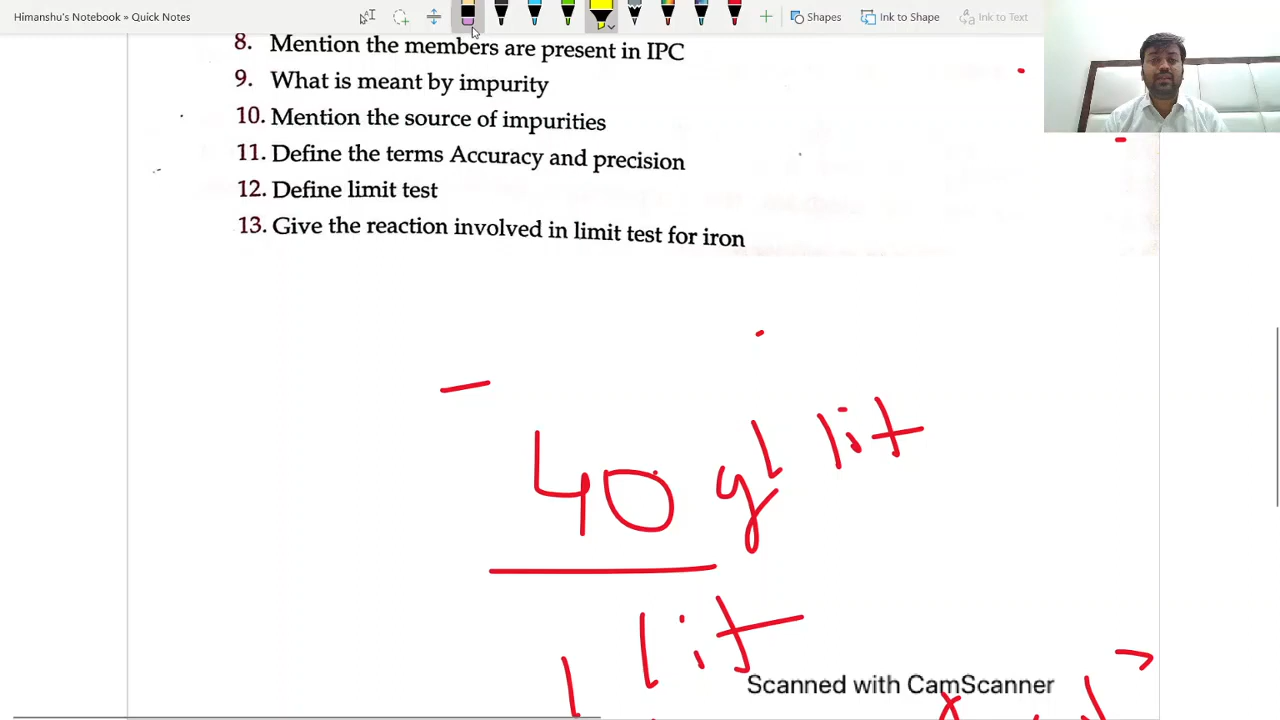 Himanshu's Notebook » Quick Notes
Shapes
Ink to Shape
Ink to Text
8. Mention the members are present in IPC
9. What is meant by impurity
10. Mention the source of impurities
11. Define the terms Accuracy and precision
12. Define limit test
13. Give the reaction involved in limit test for iron
40 g/ lit
1 lit
Scanned with CamScanner